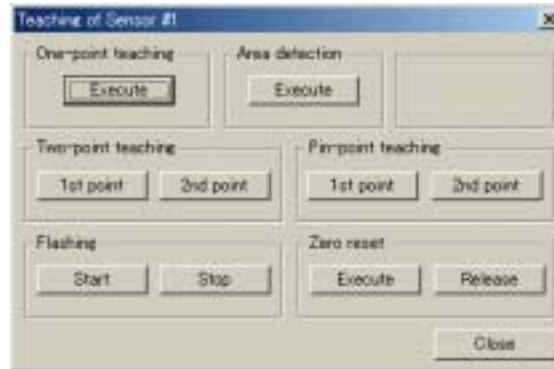 Teaching of Sensor #1
One-point teaching
Execute
Area detection
Execute
Two-point teaching
1st point 2nd point
Pin-point teaching
1st point 2nd point
Flashing
Start Stop
Zero reset
Execute Release
Close